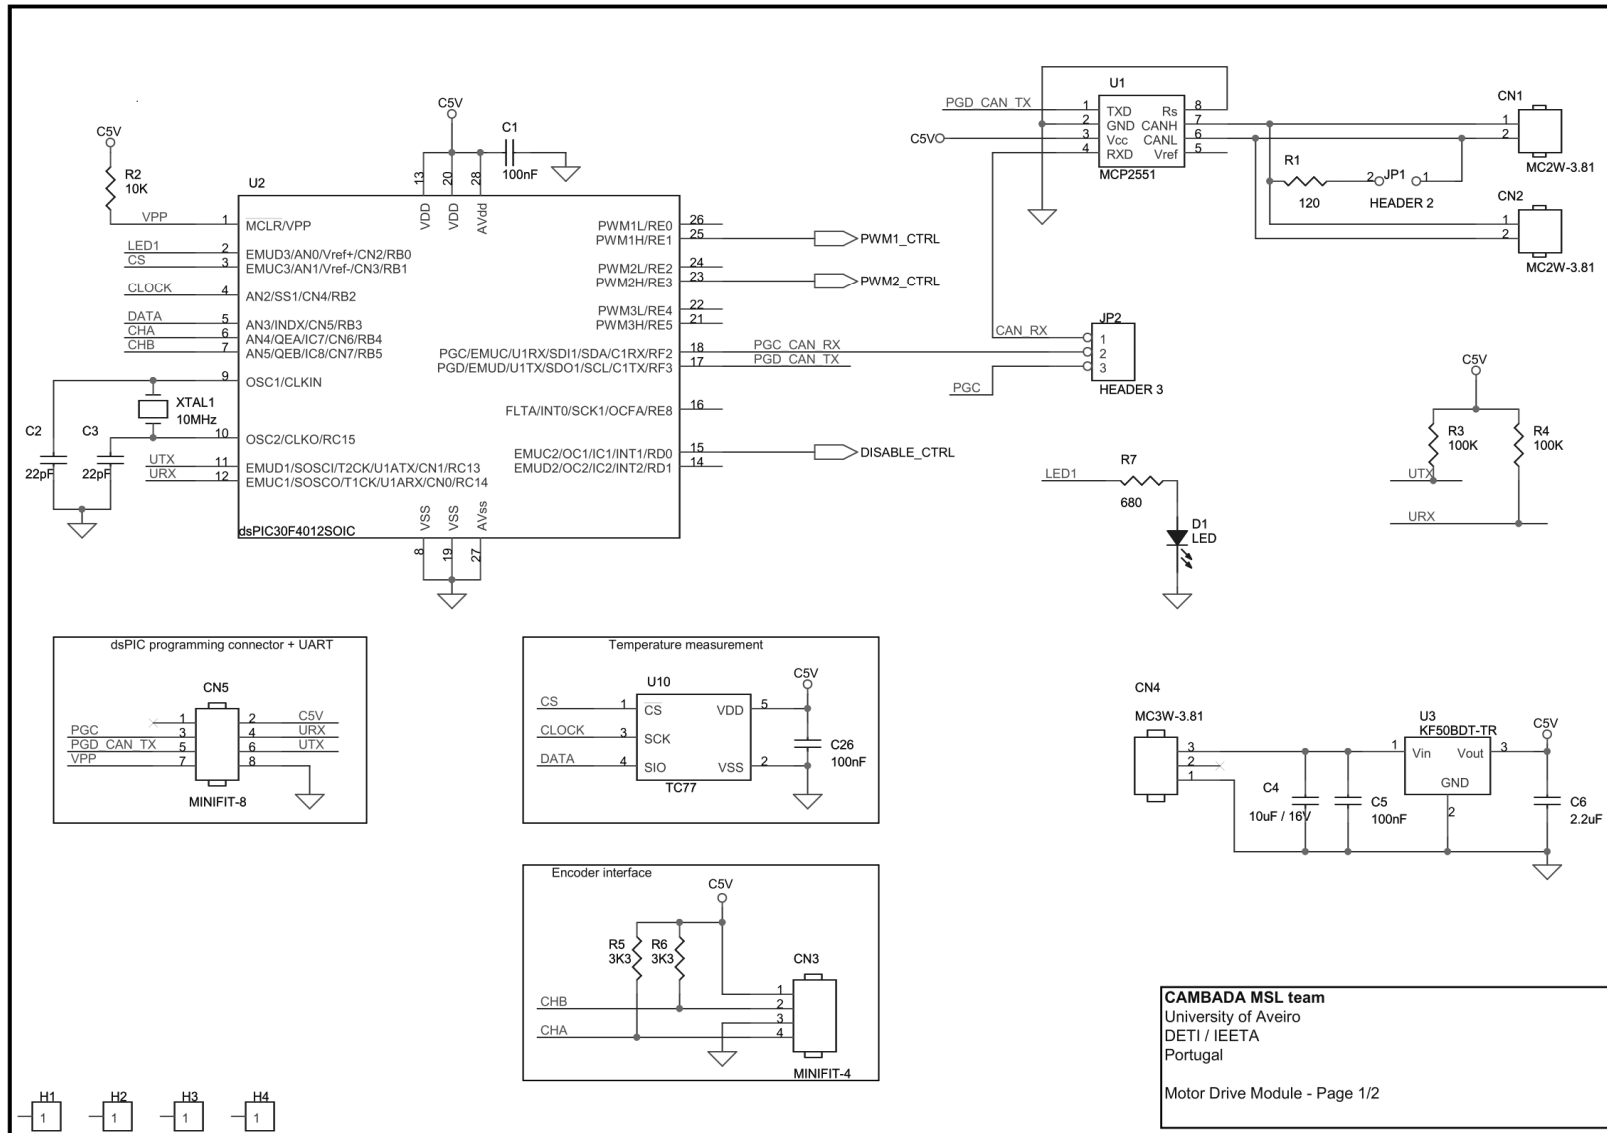 C5V
R2
10K
U2
C5V
C1
100nF
13
20
28
VDD
VDD
AVdd
VPP
1
MCLR/VPP
LED1
2
EMUD3/AN0/Vref+/CN2/RB0
CS
3
EMUC3/AN1/Vref-/CN3/RB1
CLOCK
4
AN2/SS1/CN4/RB2
DATA
5
AN3/INDX/CN5/RB3
CHA
6
AN4/QEA/IC7/CN6/RB4
CHB
7
AN5/QEB/IC8/CN7/RB5
9
OSC1/CLKIN
XTAL1
10MHz
10
OSC2/CLKO/RC15
C2
22pF
C3
22pF
UTX
11
EMUD1/SOSCI/T2CK/U1ATX/CN1/RC13
URX
12
EMUC1/SOSCO/T1CK/U1ARX/CN0/RC14
PWM1L/RE0
26
PWM1H/RE1
25
PWM1_CTRL
PWM2L/RE2
24
PWM2H/RE3
23
PWM2_CTRL
PWM3L/RE4
22
PWM3H/RE5
21
PGC/EMUC/U1RX/SDI1/SDA/C1RX/RF2
18
PGC_CAN_RX
PGD/EMUD/U1TX/SDO1/SCL/C1TX/RF3
17
PGD_CAN_TX
FLTA/INT0/SCK1/OCFA/RE8
16
EMUC2/OC1/IC1/INT1/RD0
15
DISABLE_CTRL
EMUD2/OC2/IC2/INT2/RD1
14
VSS
VSS
AVss
8
19
27
dsPIC30F4012SOIC
U1
PGD_CAN_TX
1
TXD
Rs
8
2
GND
CANH
7
C5V
3
Vcc
CANL
6
4
RXD
Vref
5
MCP2551
CN1
1
2
MC2W-3.81
R1
120
2
JP1
1
HEADER 2
CN2
1
2
MC2W-3.81
CAN_RX
JP2
1
2
3
PGC
HEADER 3
C5V
R3
100K
R4
100K
UTX
URX
LED1
R7
680
D1
LED
dsPIC programming connector + UART
CN5
1
2
C5V
PGC
3
4
URX
PGD_CAN_TX
5
6
UTX
VPP
7
8
MINIFIT-8
Temperature measurement
U10
C5V
CS
1
CS
VDD
5
CLOCK
3
SCK
DATA
4
SIO
VSS
2
TC77
C26
100nF
CN4
MC3W-3.81
3
2
1
C4
10uF / 16V
C5
100nF
U3
KF50BDT-TR
1
Vin
Vout
3
GND
2
C5V
C6
2.2uF
Encoder interface
C5V
R5
3K3
R6
3K3
CN3
1
CHB
2
3
CHA
4
MINIFIT-4
CAMBADA MSL team
University of Aveiro
DETI / IEETA
Portugal
Motor Drive Module - Page 1/2
H1
1
H2
1
H3
1
H4
1